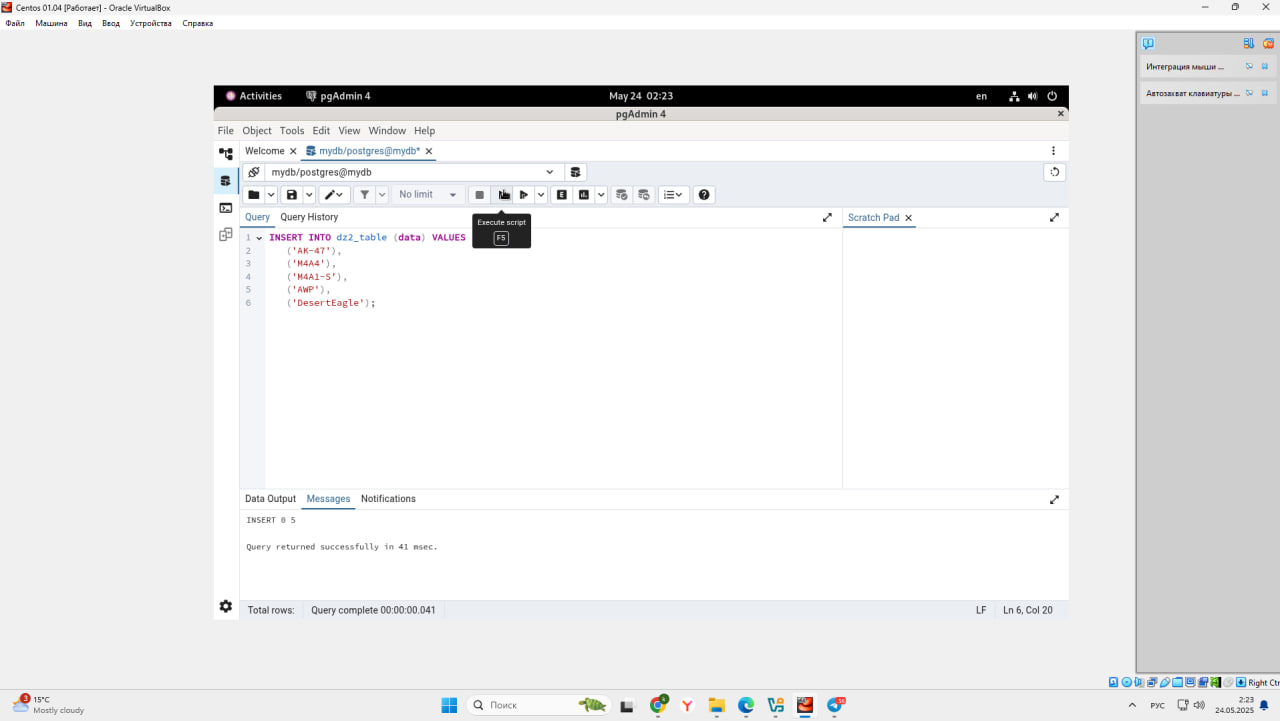 Centos 01.04 [Работает] - Oracle VirtualBox
Файл Машина Вид Ввод Устройства Справка
Интеграция мыши ...
Автозахват клавиатуры ...
Activities pgAdmin 4 May 24 02:23 en
pgAdmin 4
File Object Tools Edit View Window Help
Welcome mydb/postgres@mydb*
mydb/postgres@mydb
No limit
Query Query History Scratch Pad
Execute script
F5
1 INSERT INTO dz2_table (data) VALUES
2 ('AK-47'),
3 ('M4A4'),
4 ('M4A1-S'),
5 ('AWP'),
6 ('DesertEagle');
Data Output Messages Notifications
INSERT 0 5
Query returned successfully in 41 msec.
Total rows: Query complete 00:00:00.041 LF Ln 6, Col 20
Right Ctrl
3 15°C
Mostly cloudy
Поиск
РУС
2:23
24.05.2025